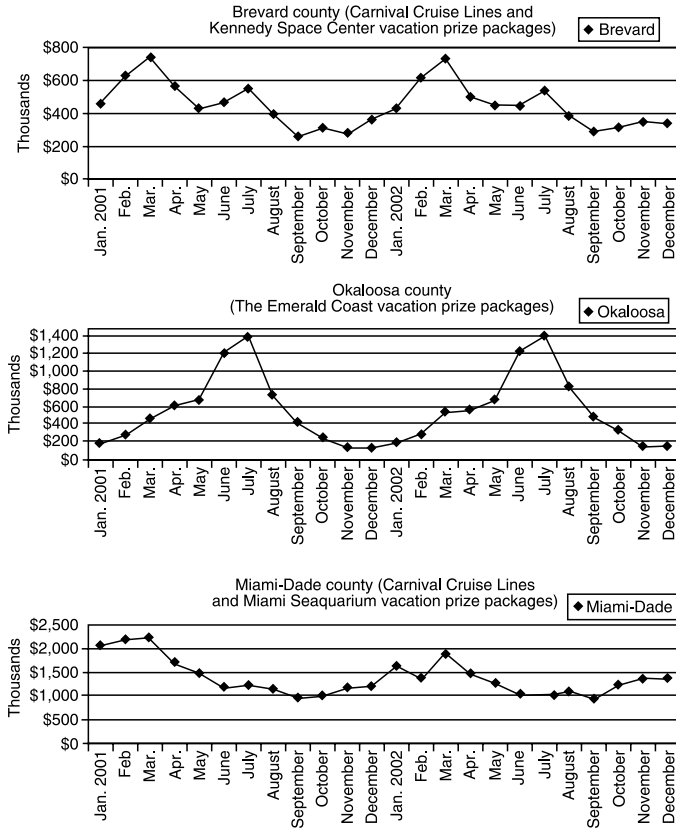 Brevard county (Carnival Cruise Lines and
Kennedy Space Center vacation prize packages)
Brevard
Thousands
$800
$600
$400
$200
$0
Jan. 2001
Feb.
Mar.
Apr.
May
June
July
August
September
October
November
December
Jan. 2002
Feb.
Mar.
Apr.
May
June
July
August
September
October
November
December
Okaloosa county
(The Emerald Coast vacation prize packages)
Okaloosa
Thousands
$1,400
$1,200
$1,000
$800
$600
$400
$200
$0
Jan. 2001
Feb.
Mar.
Apr.
May
June
July
August
September
October
November
December
Jan. 2002
Feb.
Mar.
Apr.
May
June
July
August
September
October
November
December
Miami-Dade county (Carnival Cruise Lines
and Miami Seaquarium vacation prize packages)
Miami-Dade
Thousands
$2,500
$2,000
$1,500
$1,000
$500
$0
Jan. 2001
Feb
Mar.
Apr.
May
June
July
August
September
October
November
December
Jan. 2002
Feb.
Mar.
Apr.
May
June
July
August
September
October
November
December